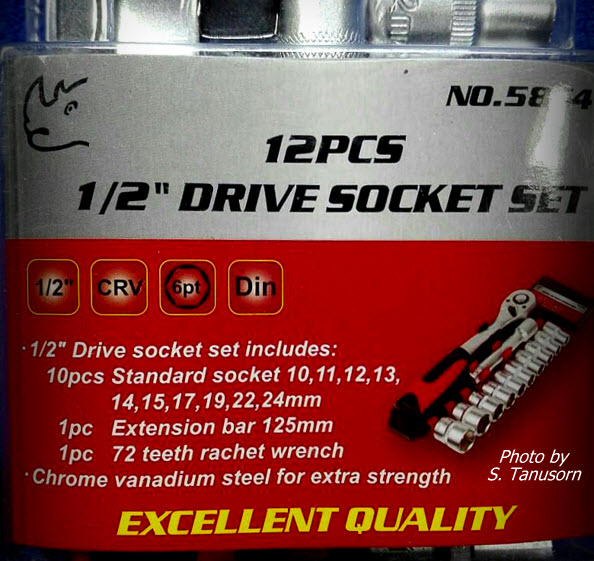 12PCS
1/2" DRIVE SOCKET SET
1/2"
CRV
6pt
Din
·1/2" Drive socket set includes:
10pcs Standard socket 10,11,12,13,
14,15,17,19,22,24mm
1pc Extension bar 125mm
1pc 72 teeth rachet wrench
·Chrome vanadium steel for extra strength
Photo by
S. Tanusorn
EXCELLENT QUALITY